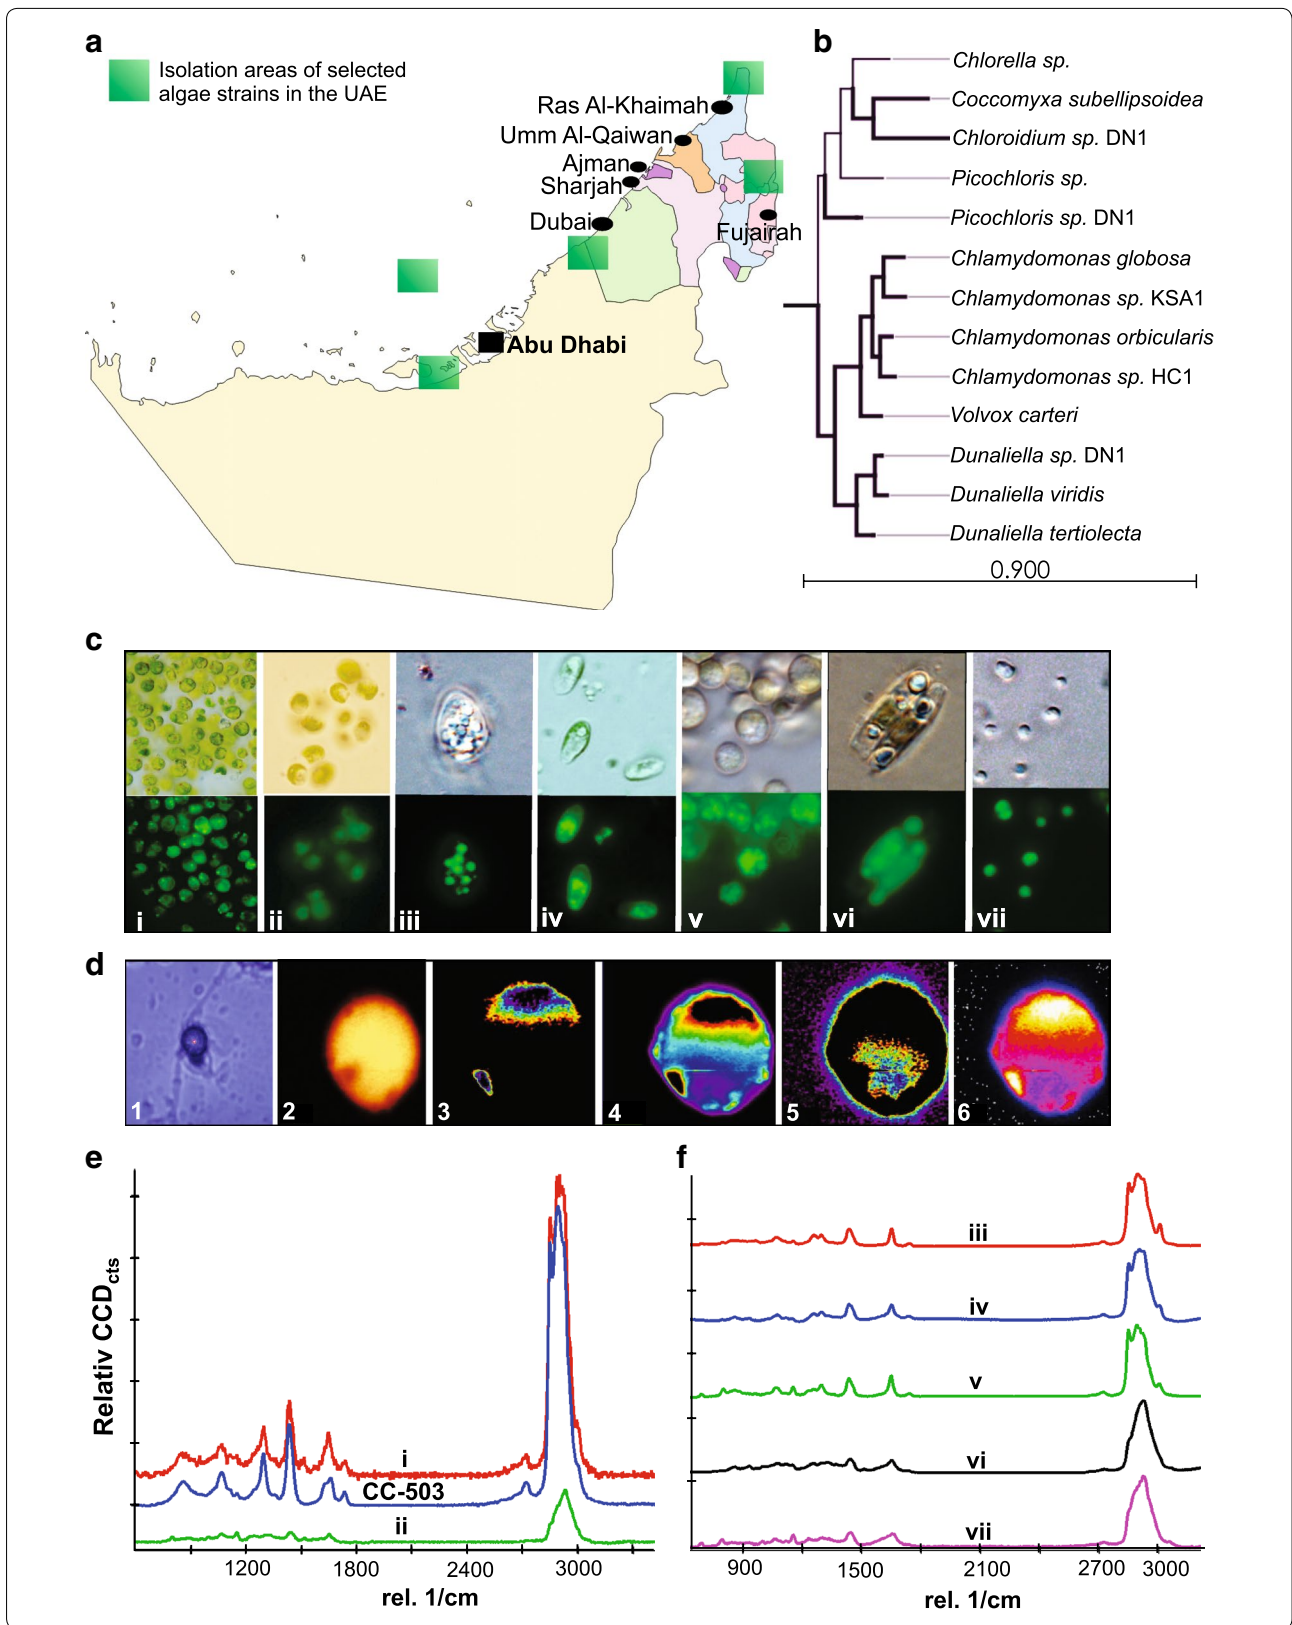 a
Isolation areas of selected
algae strains in the UAE
Ras Al-Khaimah
Umm Al-Qaiwan
Ajman
Sharjah
Dubai
Fujairah
Abu Dhabi
b
Chlorella sp.
Coccomyxa subellipsoidea
Chloroidium sp. DN1
Picochloris sp.
Picochloris sp. DN1
Chlamydomonas globosa
Chlamydomonas sp. KSA1
Chlamydomonas orbicularis
Chlamydomonas sp. HC1
Volvox carteri
Dunaliella sp. DN1
Dunaliella viridis
Dunaliella tertiolecta
0.900
c
i
ii
iii
iv
v
vi
vii
d
1
2
3
4
5
6
e
Relativ CCDcts
i
CC-503
ii
1200 1800 2400 3000
rel. 1/cm
f
iii
iv
v
vi
vii
900 1500 2100 2700 3000
rel. 1/cm